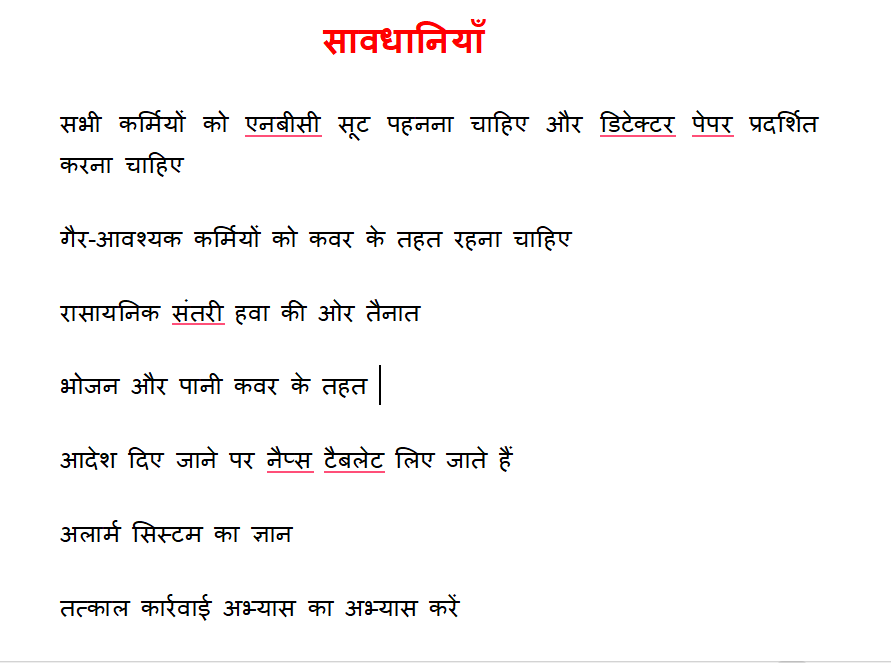 सावधानियाँ
सभी कर्मियों को एनबीसी सूट पहनना चाहिए और डिटेक्टर पेपर प्रदर्शित
करना चाहिए
गैर-आवश्यक कर्मियों को कवर के तहत रहना चाहिए
रासायनिक संतरी हवा की ओर तैनात
भोजन और पानी कवर के तहत
आदेश दिए जाने पर नैप्स टैबलेट लिए जाते हैं
अलार्म सिस्टम का ज्ञान
तत्काल कार्रवाई अभ्यास का अभ्यास करें